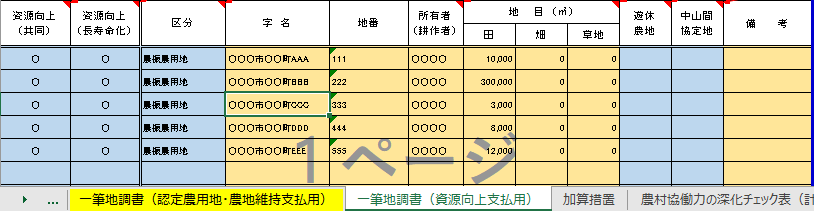 資源向上 資源向上 区分 字 名 地番 所有者 地 目 (㎡) 遊休 中山間 備 考
(共同) (長寿命化) (耕作者) 田 畑 草地 農地 協定地
○ ○ 農振農用地 ○○○市○○町AAA 111 ○○○○ 10,000 0 0
○ ○ 農振農用地 ○○○市○○町BBB 222 ○○○○ 300,000 0 0
○ ○ 農振農用地 ○○○市○○町CCC 333 ○○○○ 3,000 0 0
○ ○ 農振農用地 ○○○市○○町DDD 444 ○○○○ 8,000 0 0
○ ○ 農振農用地 ○○○市○○町EEE 555 ○○○○ 12,000 0 0
1 ページ
... 一筆地調書(認定農用地・農地維持支払用) 一筆地調書(資源向上支払用) 加算措置 農村協働力の深化チェック表(計